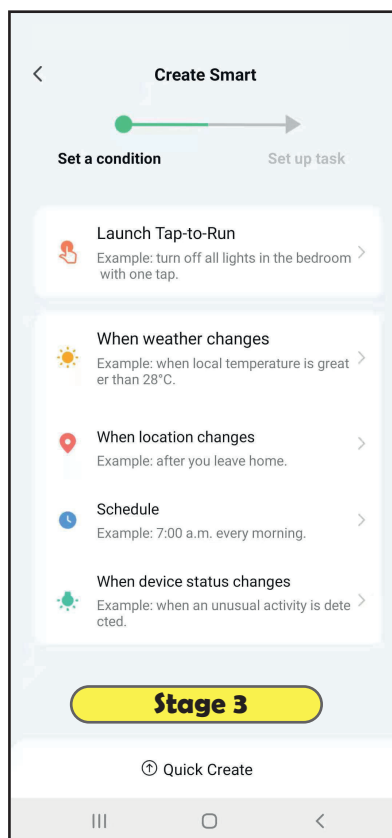 Create Smart
Set a condition
Set up task
Launch Tap-to-Run
Example: turn off all lights in the bedroom
with one tap.
When weather changes
Example: when local temperature is great
er than 28°C.
When location changes
Example: after you leave home.
Schedule
Example: 7:00 a.m. every morning.
When device status changes
Example: when an unusual activity is dete
cted.
Stage 3
Quick Create